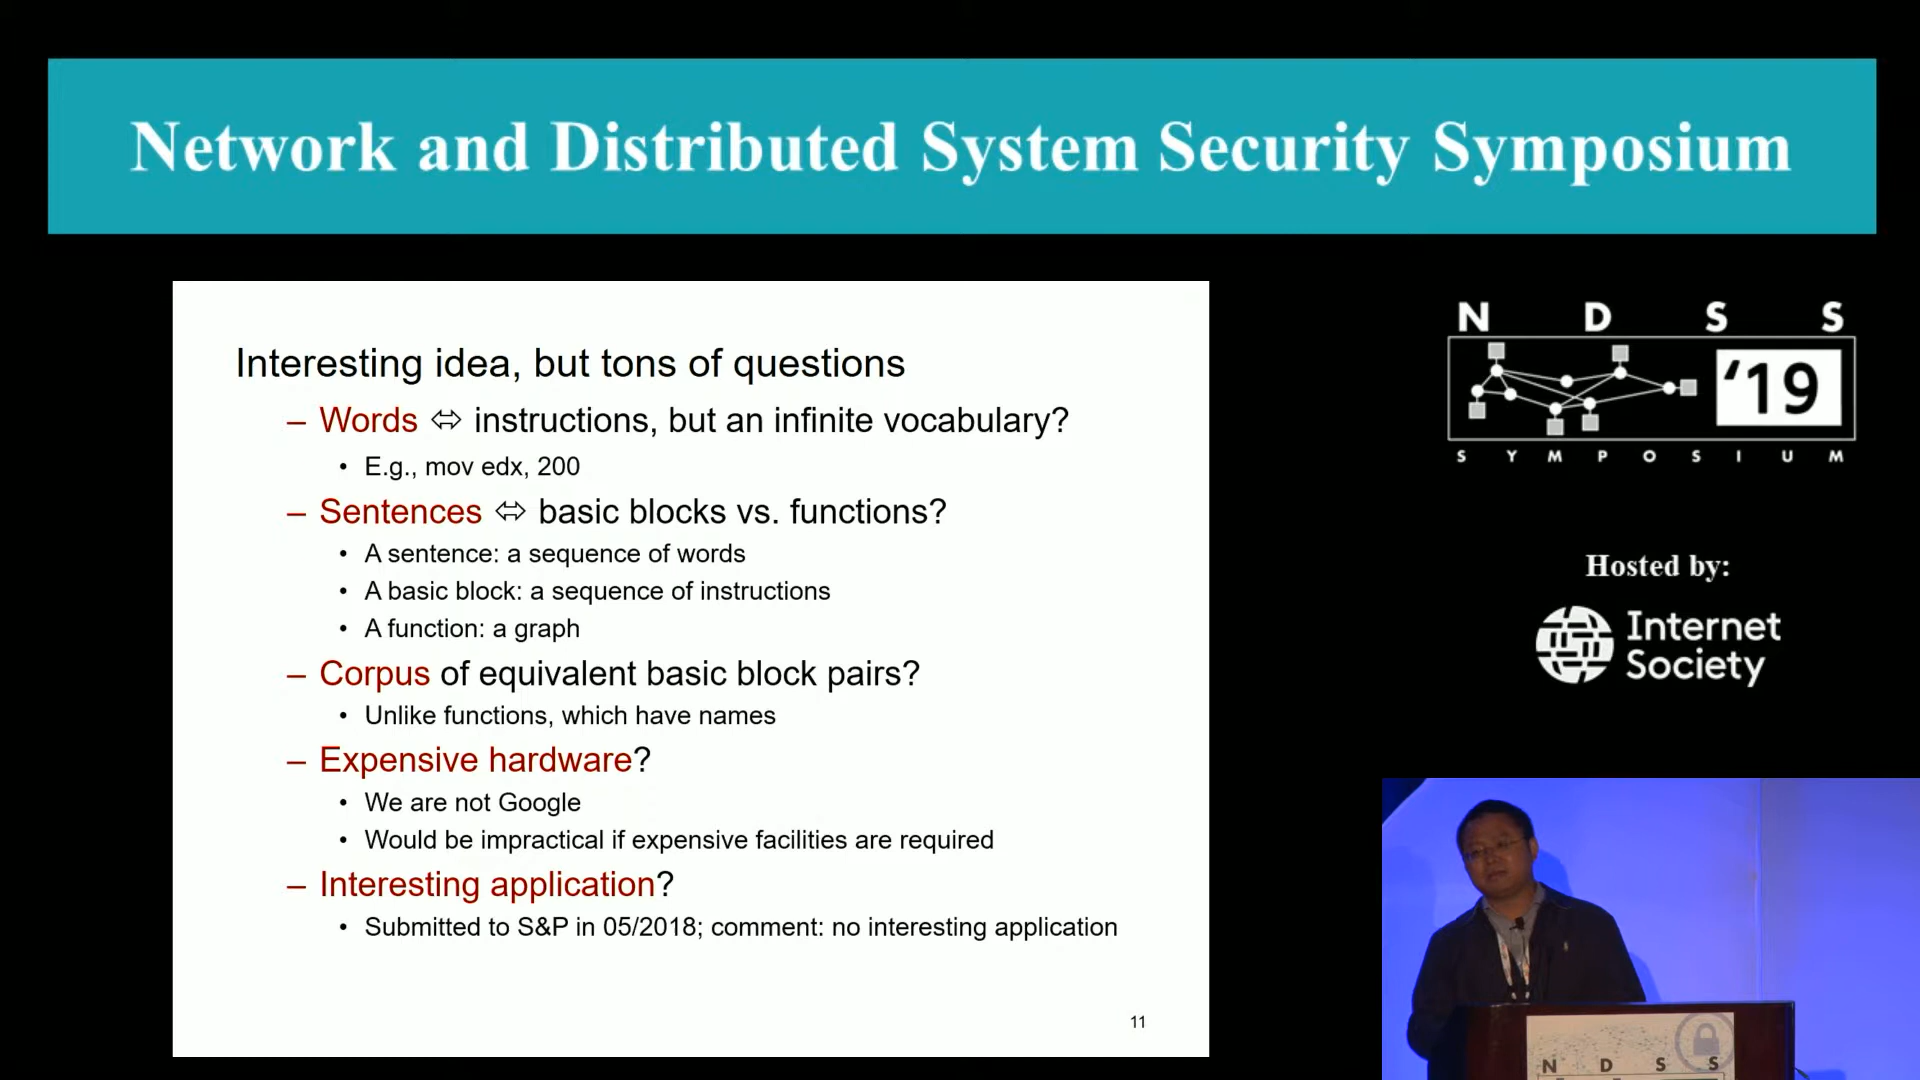 Network and Distributed System Security Symposium
Interesting idea, but tons of questions
– Words ⬄ instructions, but an infinite vocabulary?
• E.g., mov edx, 200
– Sentences ⬄ basic blocks vs. functions?
• A sentence: a sequence of words
• A basic block: a sequence of instructions
• A function: a graph
– Corpus of equivalent basic block pairs?
• Unlike functions, which have names
– Expensive hardware?
• We are not Google
• Would be impractical if expensive facilities are required
– Interesting application?
• Submitted to S&P in 05/2018; comment: no interesting application
11
N D S S
'19
S Y M P O S I U M
Hosted by:
Internet
Society
N D S S